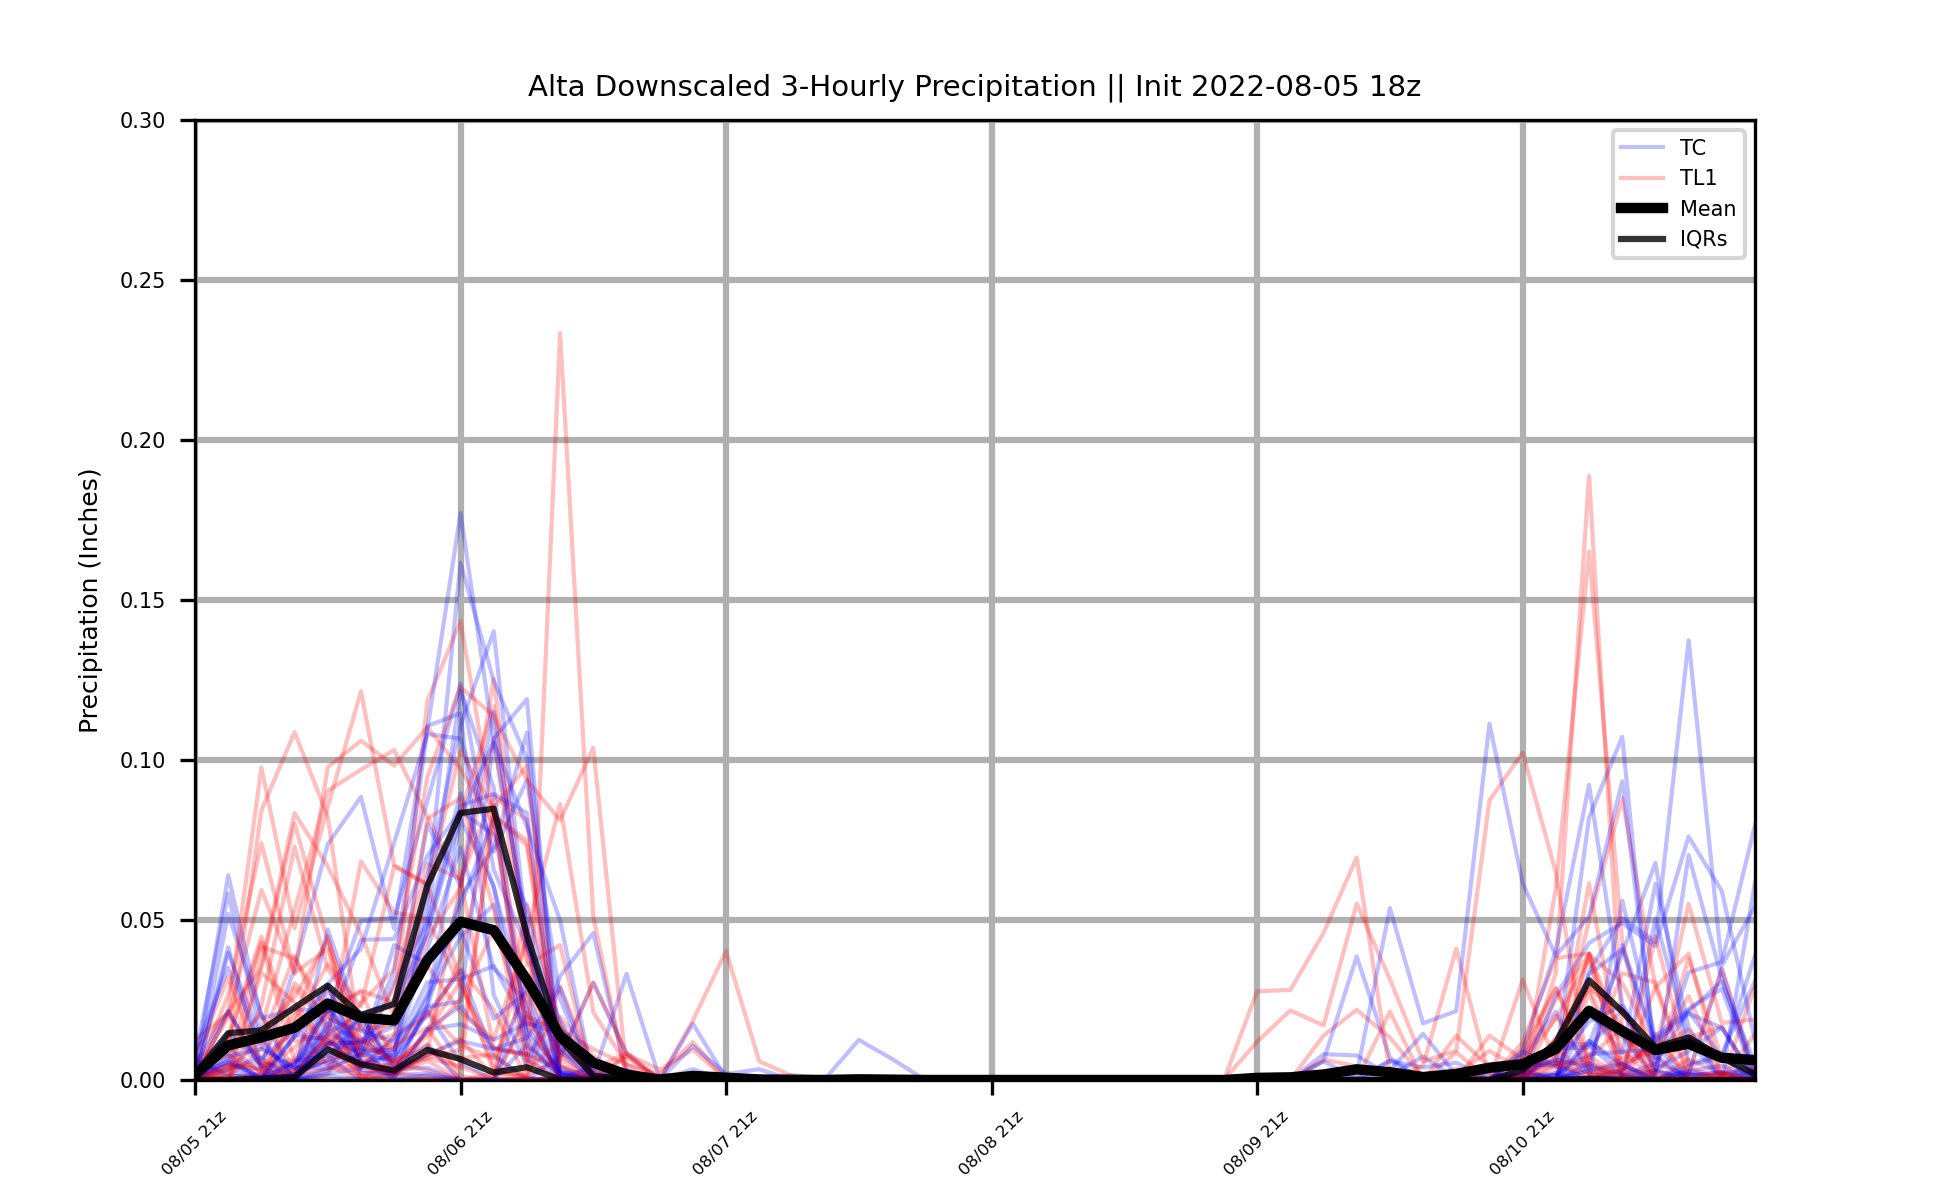 Alta Downscaled 3-Hourly Precipitation || Init 2022-08-05 18z
0.30
0.25
0.20
0.15
0.10
0.05
0.00
Precipitation (Inches)
TC
TL1
Mean
IQRs
08/05 21z
08/06 21z
08/07 21z
08/08 21z
08/09 21z
08/10 21z